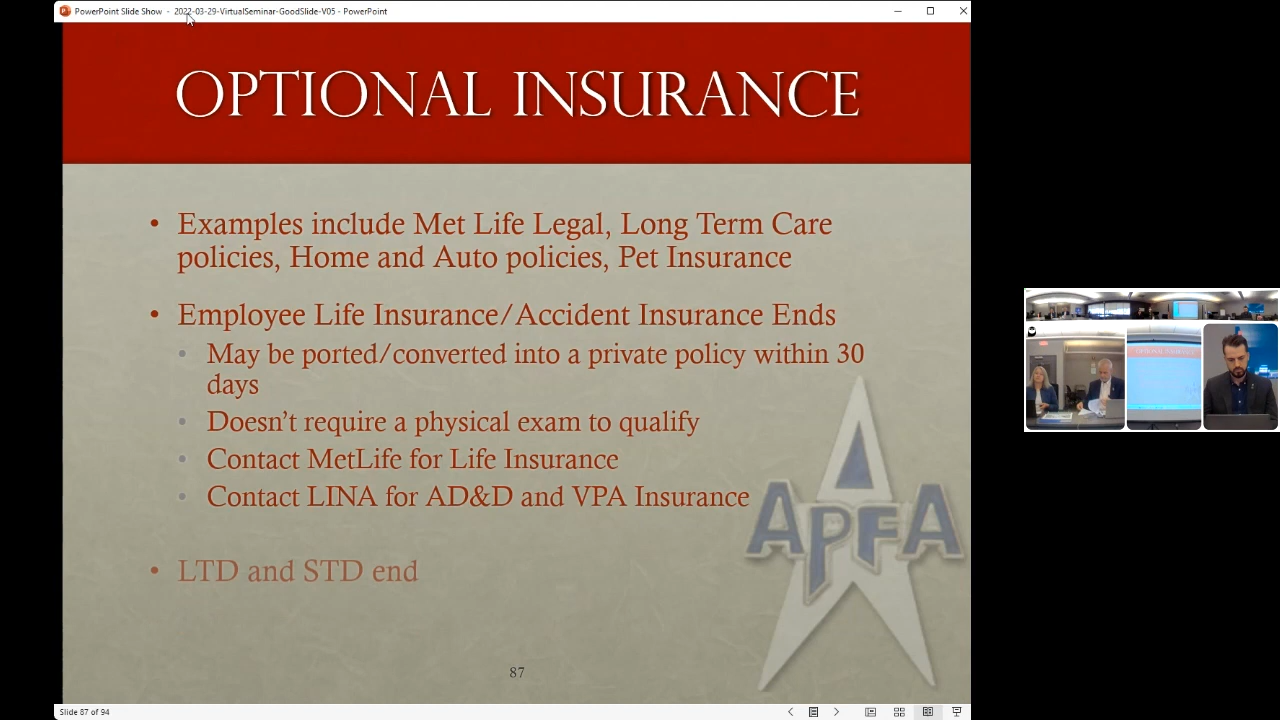 PowerPoint Slide Show - 2022-03-29-VirtualSeminar-GoodSlide-V05 - PowerPoint
OPTIONAL INSURANCE
• Examples include Met Life Legal, Long Term Care
policies, Home and Auto policies, Pet Insurance
• Employee Life Insurance/Accident Insurance Ends
• May be ported/converted into a private policy within 30
days
• Doesn't require a physical exam to qualify
• Contact MetLife for Life Insurance
• Contact LINA for AD&D and VPA Insurance
• LTD and STD end
APFA
87
Slide 87 of 94
OPTIONAL INSURANCE